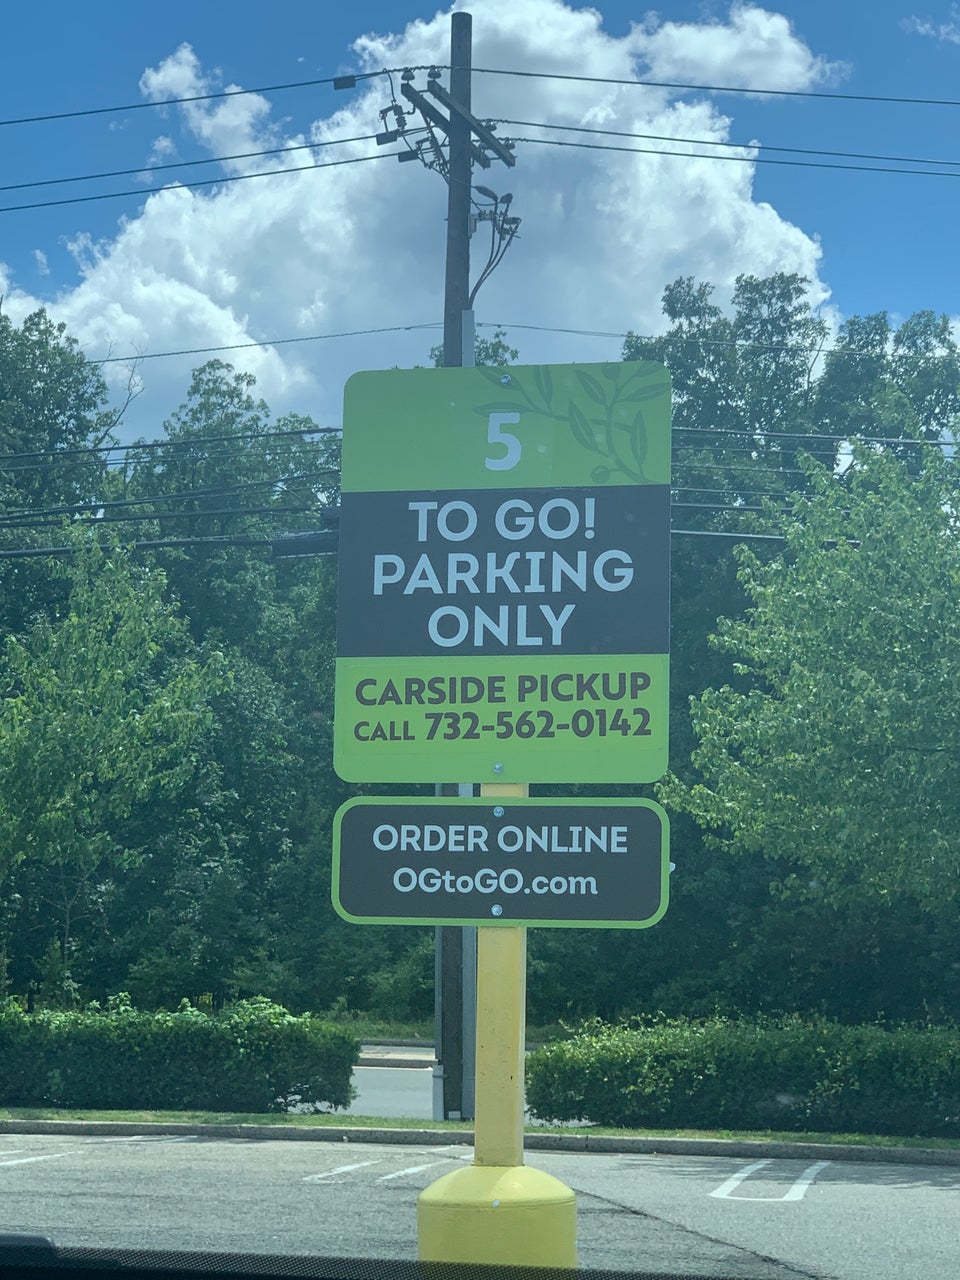 5
TO GO!
PARKING
ONLY
CARSIDE PICKUP
CALL 732-562-0142
ORDER ONLINE
OGtoGO.com